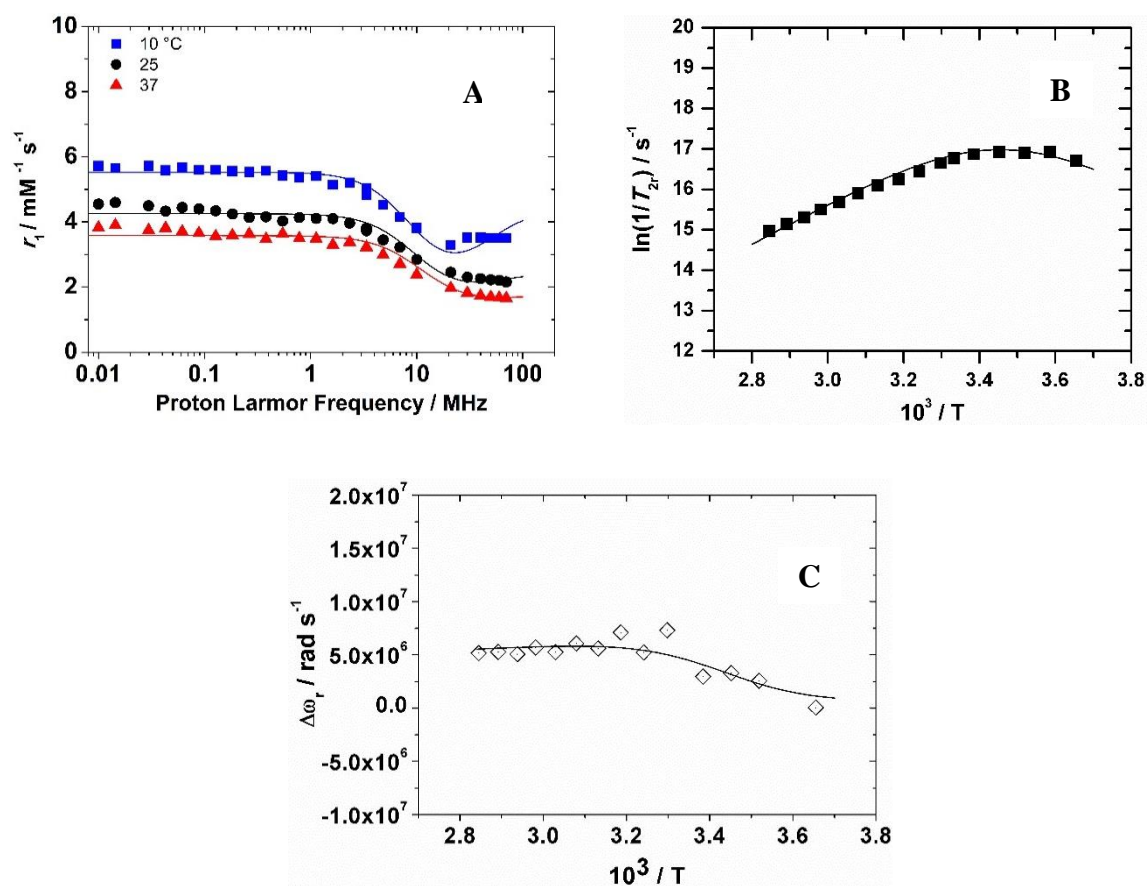 10
8
6
4
2
0
10 °C
25
37
A
r₁ / mM⁻¹ s⁻¹
0.01 0.1 1 10 100
Proton Larmor Frequency / MHz
20
19
18
17
16
15
14
13
12
B
ln(1/T₂ᵣ) / s⁻¹
2.8 3.0 3.2 3.4 3.6 3.8
10³ / T
2.0x10⁷
1.5x10⁷
1.0x10⁷
5.0x10⁶
0.0
-5.0x10⁶
-1.0x10⁷
C
Δωᵣ / rad s⁻¹
2.8 3.0 3.2 3.4 3.6 3.8
10³ / T